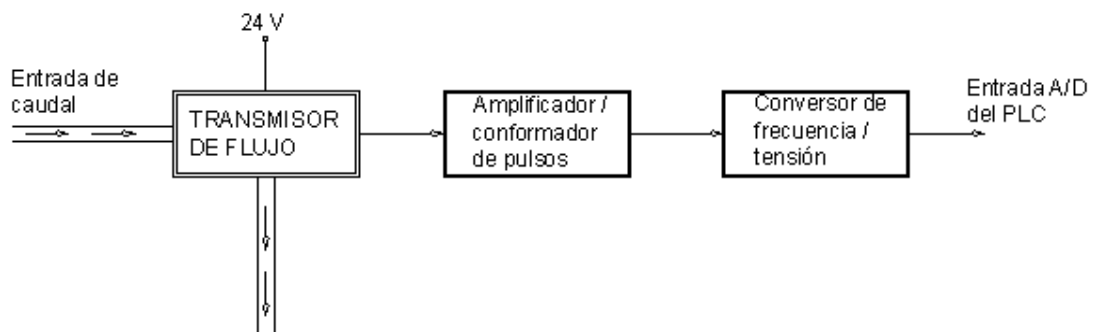 24 V
Entrada de
caudal
TRANSMISOR
DE FLUJO
Amplificador /
conformador
de pulsos
Conversor de
frecuencia /
tensión
Entrada A/D
del PLC